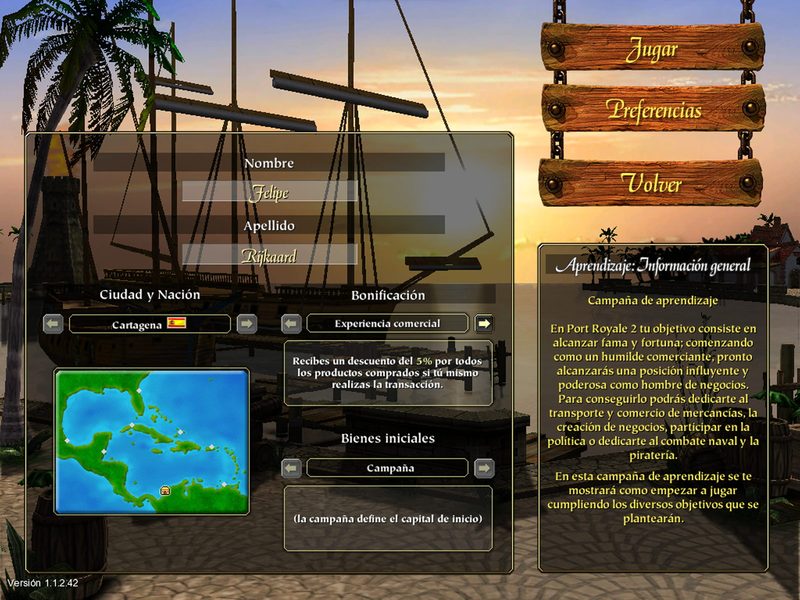 Jugar
Preferencias
Volver
Nombre
Felipe
Apellido
Rijkaard
Ciudad y Nación
Cartagena
Bonificación
Experiencia comercial
Recibes un descuento del 5% por todos
los productos comprados si tú mismo
realizas la transacción.
Bienes iniciales
Campaña
(la campaña define el capital de inicio)
Aprendizaje: Información general
Campaña de aprendizaje
En Port Royale 2 tu objetivo consiste en
alcanzar fama y fortuna; comenzando
como un humilde comerciante, pronto
alcanzarás una posición influyente y
poderosa como hombre de negocios.
Para conseguirlo podrás dedicarte al
transporte y comercio de mercancías, la
creación de negocios, participar en la
política o dedicarte al combate naval y la
piratería.
En esta campaña de aprendizaje se te
mostrará como empezar a jugar
cumpliendo los diversos objetivos que se
plantearán.
Versión 1.1.2.42